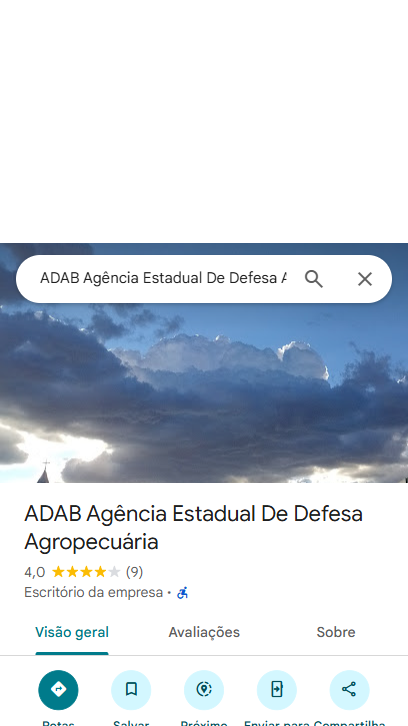 ADAB Agência Estadual De Defesa A
ADAB Agência Estadual De Defesa
Agropecuária
4,0 (9)
Escritório da empresa ·
Visão geral Avaliações Sobre
Rotas Salvar Próximo Enviar para Compartilha